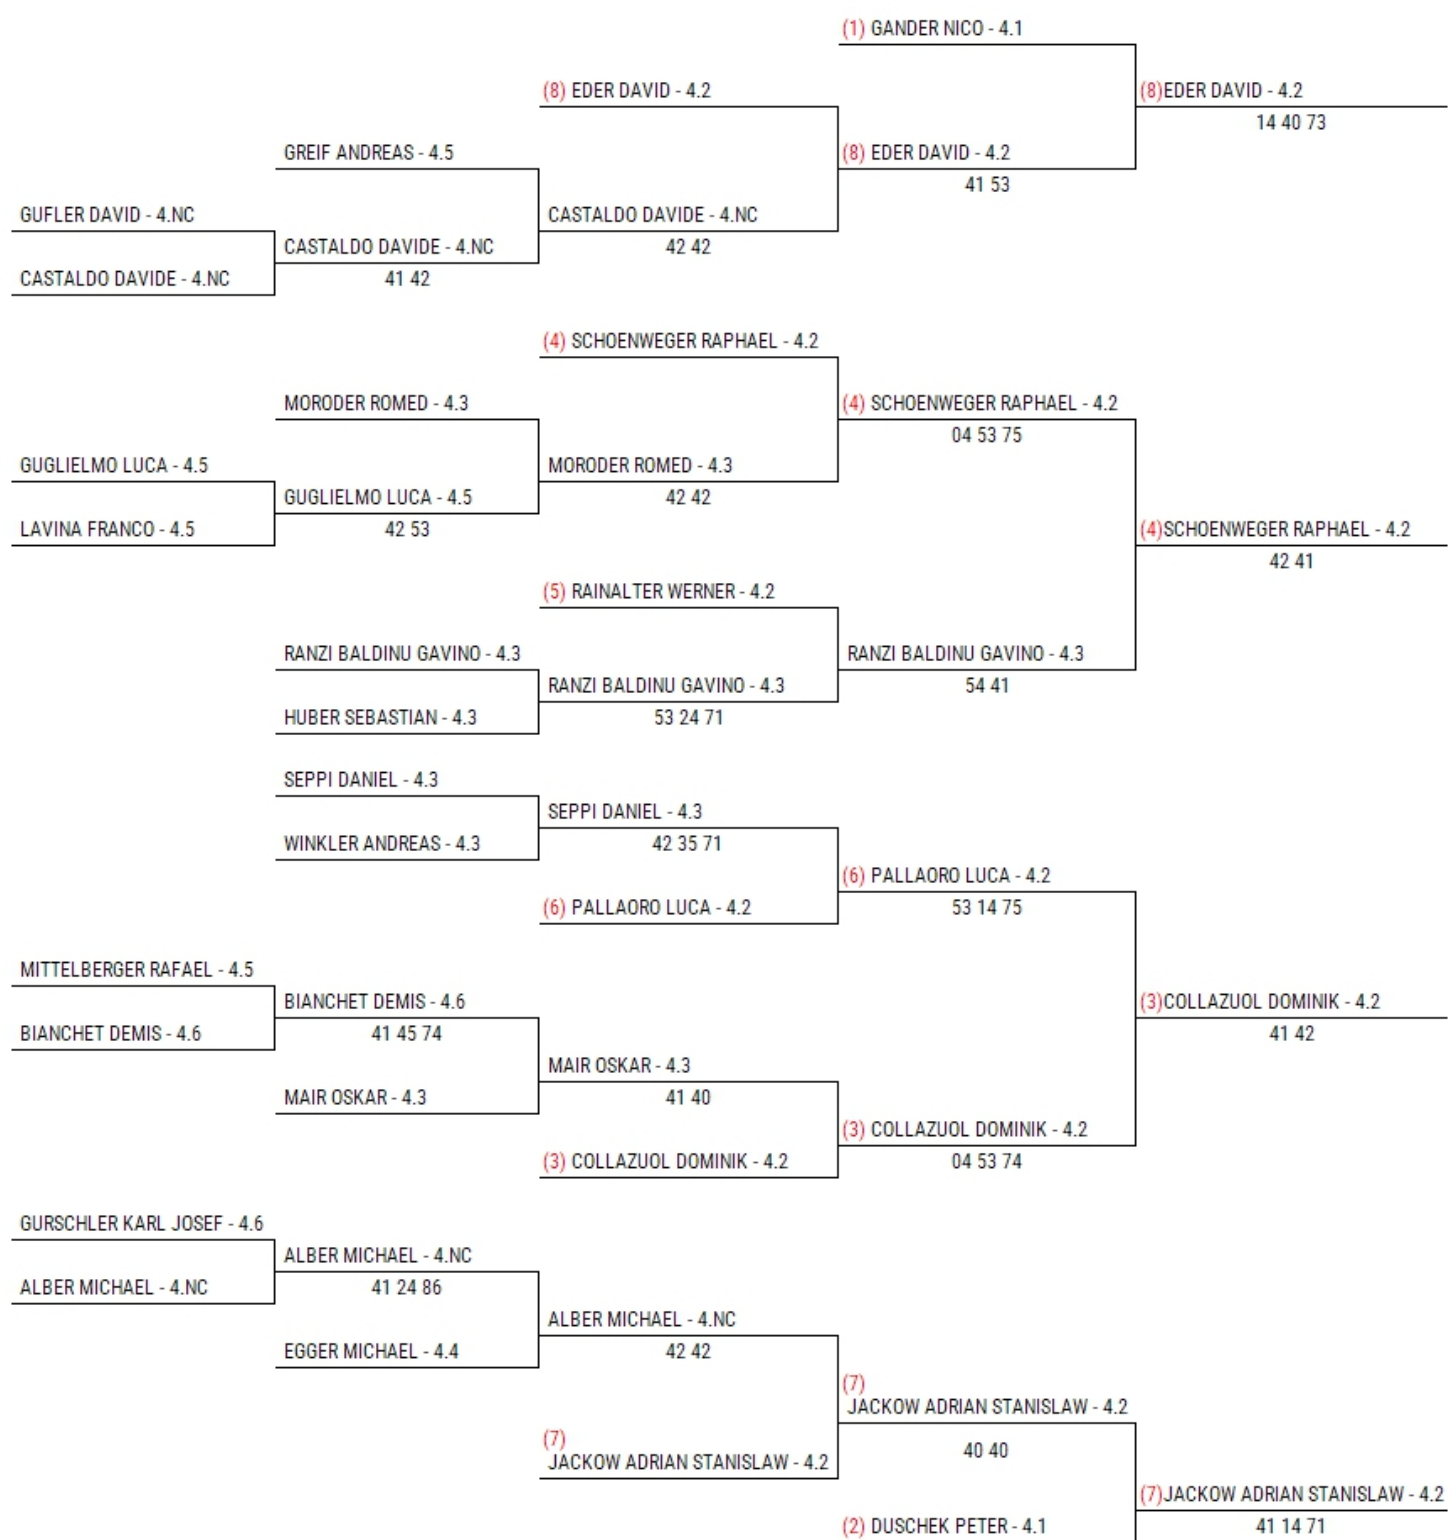 (1) GANDER NICO - 4.1
(8) EDER DAVID - 4.2
(8)EDER DAVID - 4.2
14 40 73
GREIF ANDREAS - 4.5
(8) EDER DAVID - 4.2
41 53
GUFLER DAVID - 4.NC
CASTALDO DAVIDE - 4.NC
42 42
CASTALDO DAVIDE - 4.NC
41 42
CASTALDO DAVIDE - 4.NC
(4) SCHOENWEGER RAPHAEL - 4.2
MORODER ROMED - 4.3
(4) SCHOENWEGER RAPHAEL - 4.2
04 53 75
GUGLIELMO LUCA - 4.5
MORODER ROMED - 4.3
42 42
GUGLIELMO LUCA - 4.5
42 53
LAVINA FRANCO - 4.5
(4)SCHOENWEGER RAPHAEL - 4.2
42 41
(5) RAINALTER WERNER - 4.2
RANZI BALDINU GAVINO - 4.3
RANZI BALDINU GAVINO - 4.3
54 41
RANZI BALDINU GAVINO - 4.3
53 24 71
HUBER SEBASTIAN - 4.3
SEPPI DANIEL - 4.3
SEPPI DANIEL - 4.3
42 35 71
WINKLER ANDREAS - 4.3
(6) PALLAORO LUCA - 4.2
53 14 75
(6) PALLAORO LUCA - 4.2
MITTELBERGER RAFAEL - 4.5
BIANCHET DEMIS - 4.6
41 45 74
(3)COLLAZUOL DOMINIK - 4.2
41 42
BIANCHET DEMIS - 4.6
MAIR OSKAR - 4.3
41 40
MAIR OSKAR - 4.3
(3) COLLAZUOL DOMINIK - 4.2
04 53 74
(3) COLLAZUOL DOMINIK - 4.2
GURSCHLER KARL JOSEF - 4.6
ALBER MICHAEL - 4.NC
41 24 86
ALBER MICHAEL - 4.NC
ALBER MICHAEL - 4.NC
42 42
EGGER MICHAEL - 4.4
(7)
JACKOW ADRIAN STANISLAW - 4.2
40 40
(7)
JACKOW ADRIAN STANISLAW - 4.2
(7)JACKOW ADRIAN STANISLAW - 4.2
41 14 71
(2) DUSCHEK PETER - 4.1